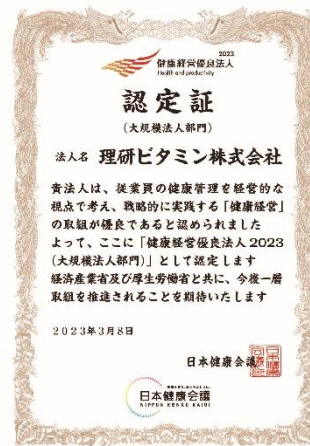 2023
健康経営優良法人
Health and productivity
認定証
(大規模法人部門)
法人名 理研ビタミン株式会社
貴法人は、従業員の健康管理を経営的な
視点で考え、戦略的に実践する「健康経営」
の取組が優良であると認められました
よって、ここに「健康経営優良法人2023
(大規模法人部門)」として認定します
経済産業省及び厚生労働省と共に、今後一層
取組を推進されることを期待いたします
2023年3月8日
日本健康会議
日本健康会議
NIPPON KENKO KAIGI